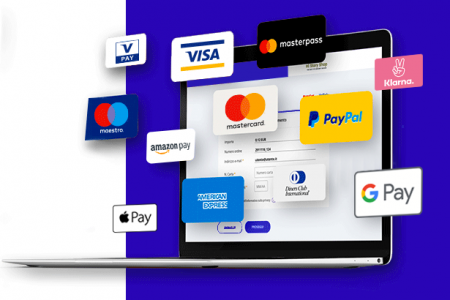 V
PAY
VISA
masterpass
Klarna.
maestro
mastercard.
PayPal
amazon pay
AMERICAN
EXPRESS
Diners Club
International
G Pay
Pay